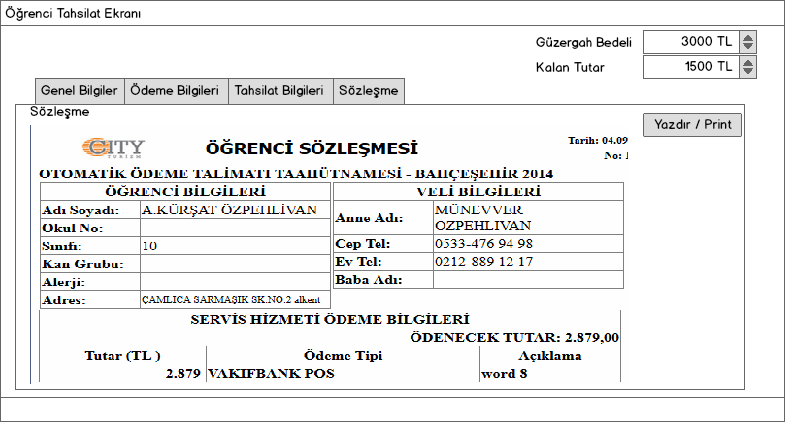 Öğrenci Tahsilat Ekranı
Güzergah Bedeli 3000 TL
Kalan Tutar 1500 TL
Genel Bilgiler Ödeme Bilgileri Tahsilat Bilgileri Sözleşme
Sözleşme
Yazdır / Print
CITY
TURİZM
ÖĞRENCİ SÖZLEŞMESİ
Tarih: 04.09
No: 1
OTOMATİK ÖDEME TALİMATI TAAHÜTNAMESİ - BAHÇEŞEHİR 2014
ÖĞRENCİ BİLGİLERİ
Adı Soyadı: A.KÜRŞAT ÖZPEHLİVAN
Okul No:
Sınıfı: 10
Kan Grubu:
Alerji:
Adres: ÇAMLICA SARMAŞIK SK.NO.2 alkent
VELİ BİLGİLERİ
Anne Adı: MÜNEVVER
OZPEHLIVAN
Cep Tel: 0533-476 94 98
Ev Tel: 0212-889 12 17
Baba Adı:
SERVİS HİZMETİ ÖDEME BİLGİLERİ
ÖDENECEK TUTAR: 2.879,00
Tutar (TL ) Ödeme Tipi Açıklama
2.879 VAKIFBANK POS word 8